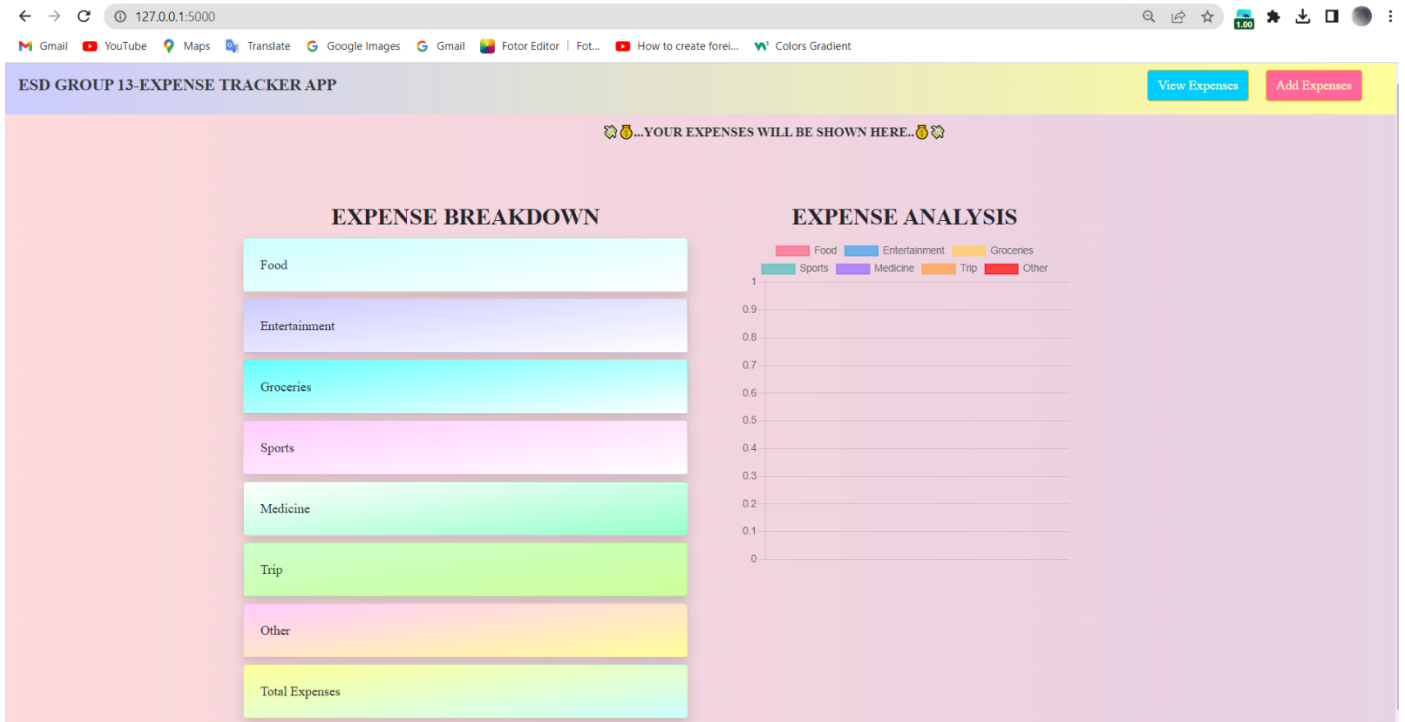 127.0.0.1:5000
1.00
Gmail YouTube Maps Translate Google Images Gmail Fotor Editor | Fot... How to create forei... Colors Gradient
ESD GROUP 13-EXPENSE TRACKER APP
View Expenses Add Expenses
...YOUR EXPENSES WILL BE SHOWN HERE..
EXPENSE BREAKDOWN
Food
Entertainment
Groceries
Sports
Medicine
Trip
Other
Total Expenses
EXPENSE ANALYSIS
Food Entertainment Groceries
Sports Medicine Trip Other
1
0.9
0.8
0.7
0.6
0.5
0.4
0.3
0.2
0.1
0